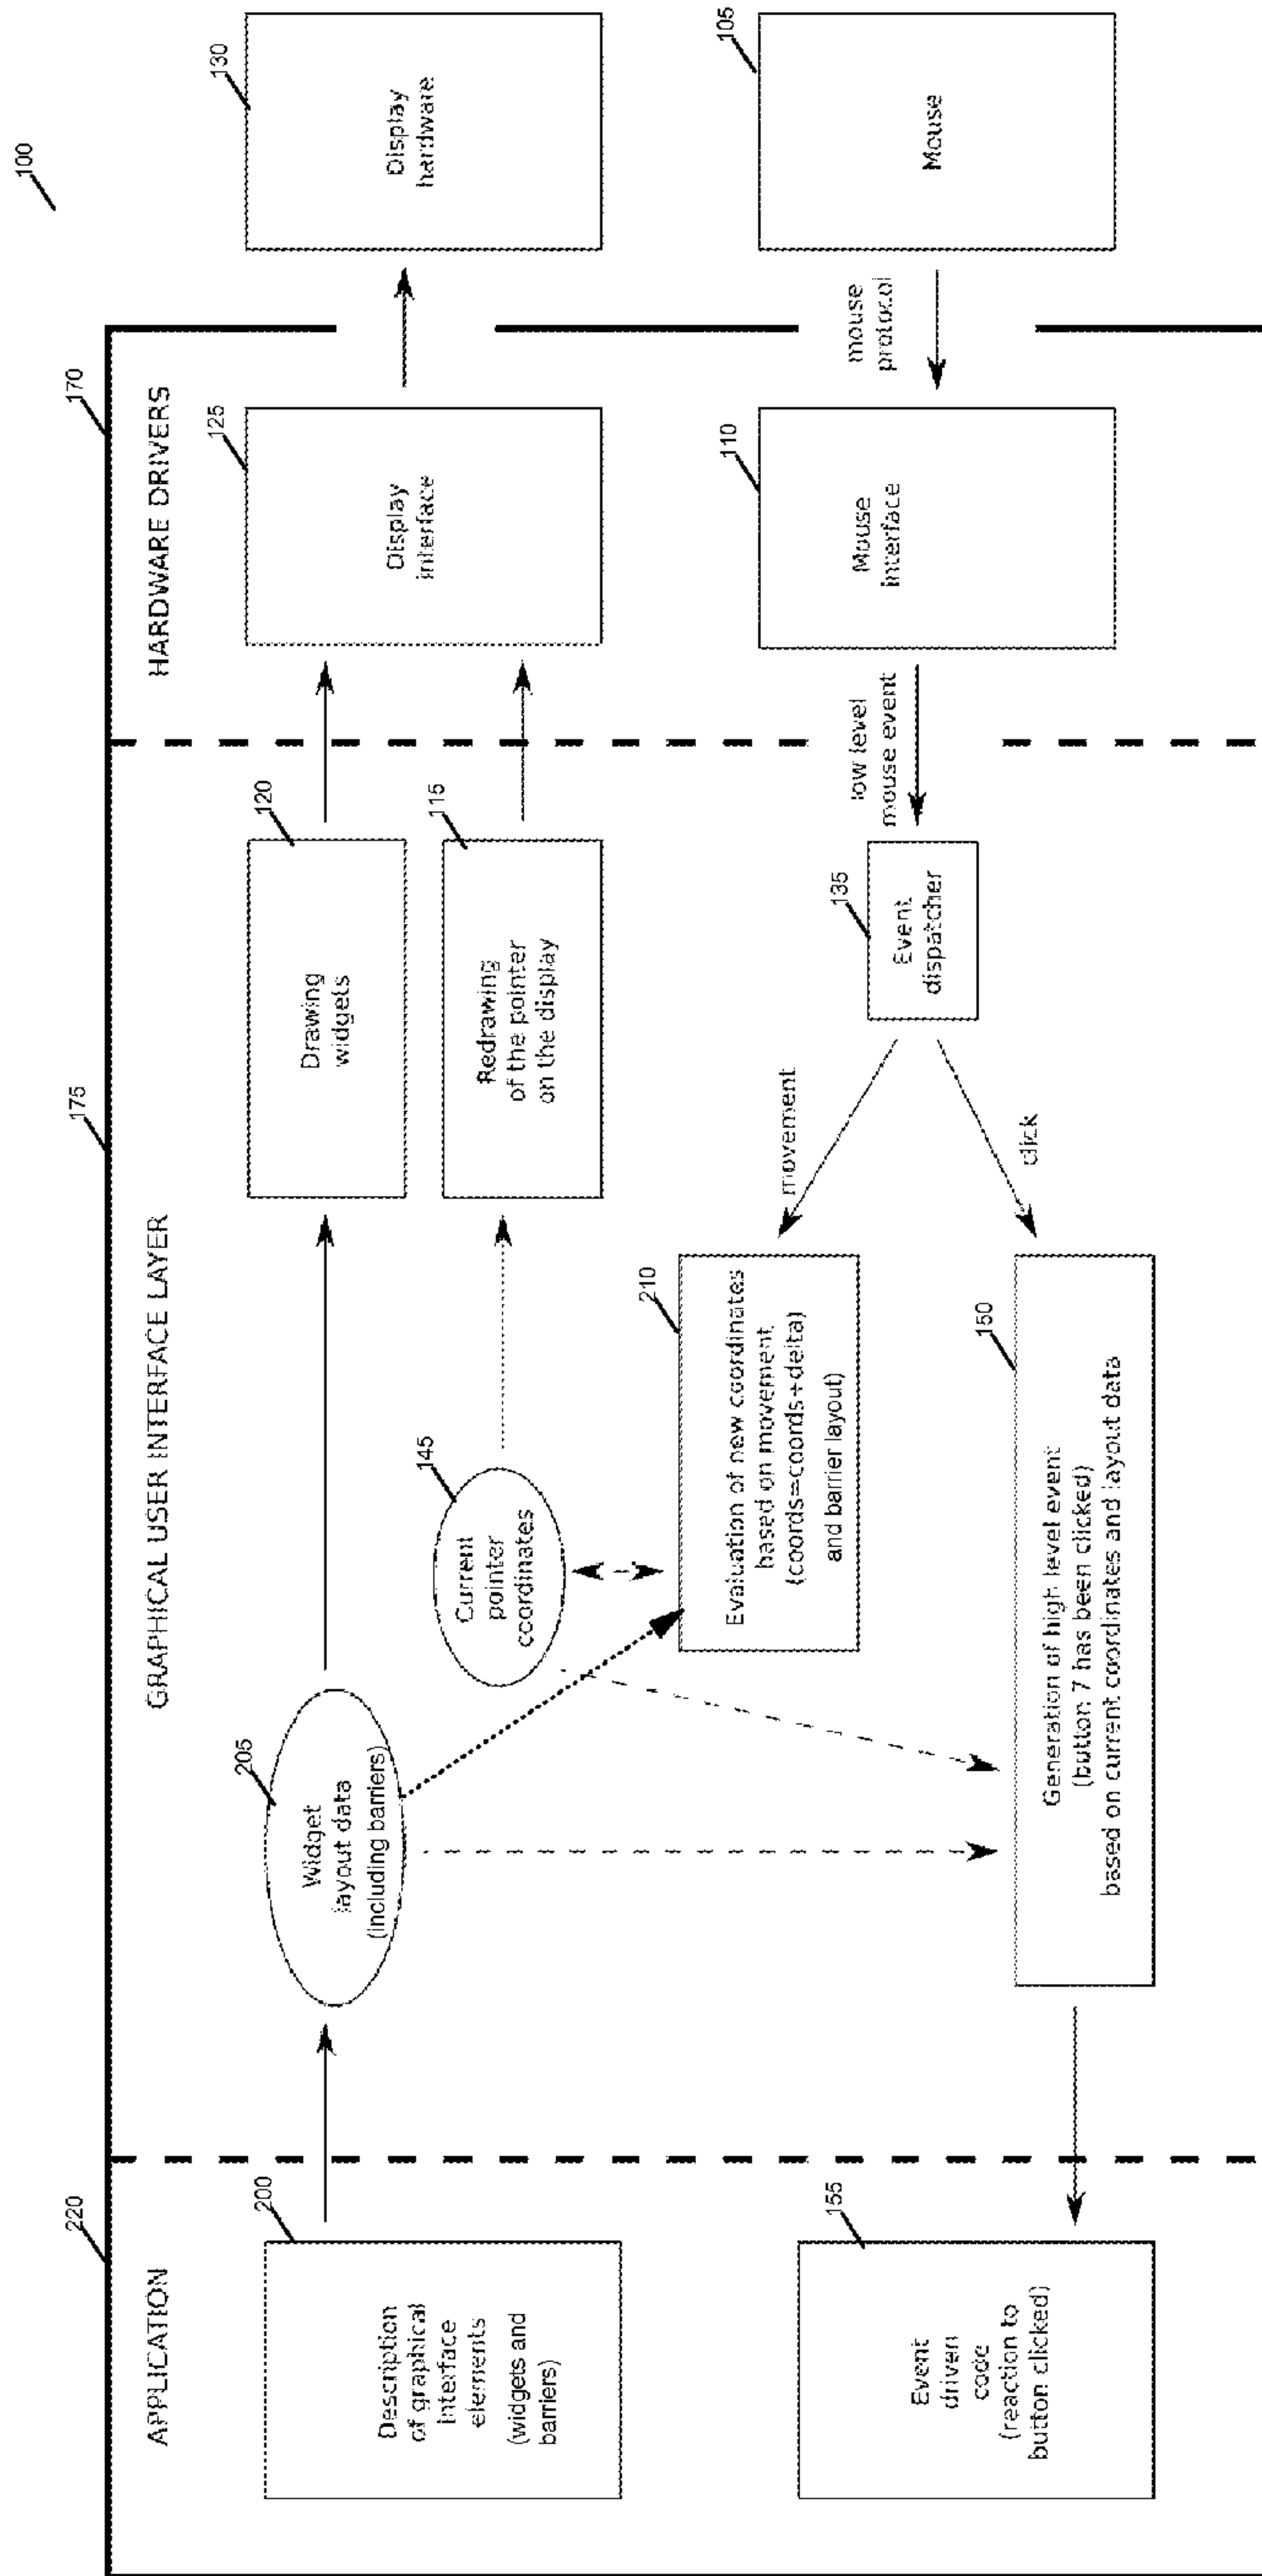 100
220
175
170
APPLICATION
GRAPHICAL USER INTERFACE LAYER
HARDWARE DRIVERS
200
Description
of graphical
interface
elements
(widgets and
barriers)
205
Widget
layout data
(including barriers)
120
Drawing
widgets
125
Display
interface
130
Display
hardware
145
Current
pointer
coordinates
115
Redrawing
of the pointer
on the display
210
Evaluation of new coordinates
based on movement
(coords=coords+delta)
and barrier layout)
movement
click
135
Event
dispatcher
low level
mouse event
110
Mouse
interface
mouse
protocol
105
Mouse
150
Generation of high level event
(button 7 has been clicked)
based on current coordinates and layout data
155
Event
driven
code
(reaction to
button clicked)